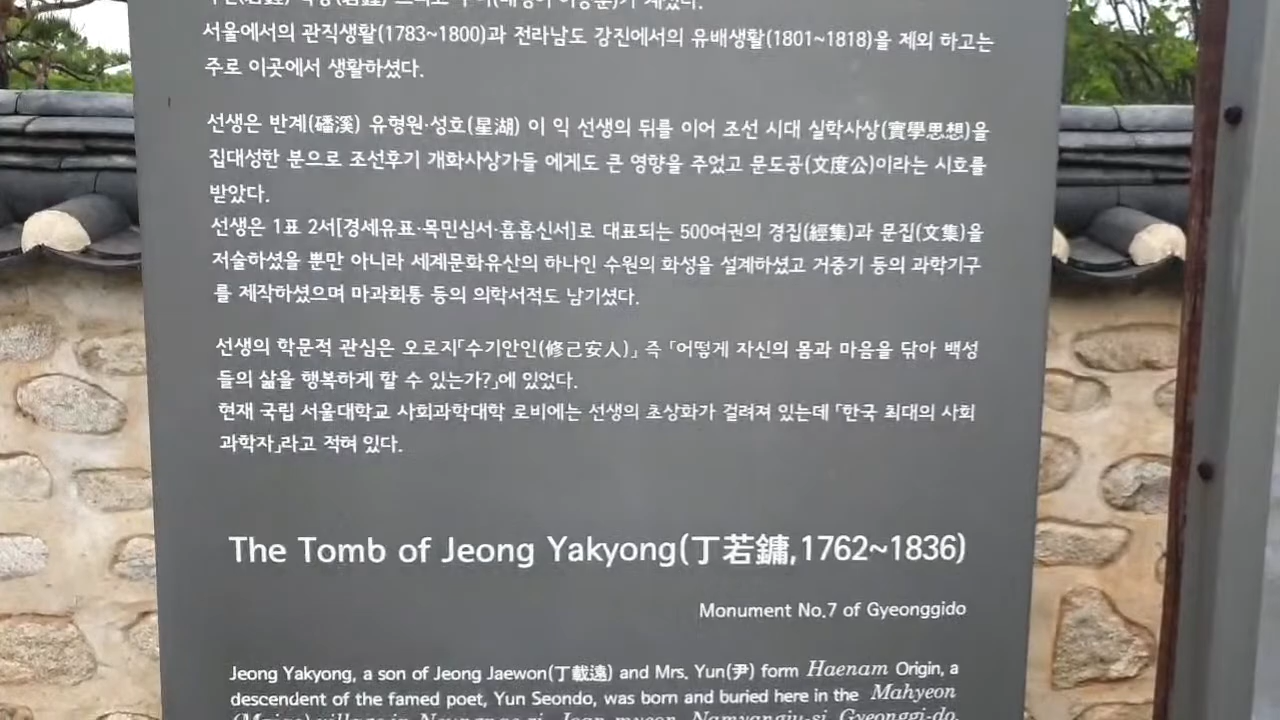 서울에서의 관직생활(1783~1800)과 전라남도 강진에서의 유배생활(1801~1818)을 제외 하고는
주로 이곳에서 생활하셨다.
선생은 반계(磻溪) 유형원·성호(星湖) 이 익 선생의 뒤를 이어 조선 시대 실학사상(實學思想)을
집대성한 분으로 조선후기 개화사상가들 에게도 큰 영향을 주었고 문도공(文度公)이라는 시호를
받았다.
선생은 1표 2서[경세유표·목민심서·흠흠신서]로 대표되는 500여권의 경집(經集)과 문집(文集)을
저술하셨을 뿐만 아니라 세계문화유산의 하나인 수원의 화성을 설계하셨고 거중기 등의 과학기구
를 제작하셨으며 마과회통 등의 의학서적도 남기셨다.
선생의 학문적 관심은 오로지「수기안인(修己安人)」 즉 「어떻게 자신의 몸과 마음을 닦아 백성
들의 삶을 행복하게 할 수 있는가?」에 있었다.
현재 국립 서울대학교 사회과학대학 로비에는 선생의 초상화가 걸려져 있는데 「한국 최대의 사회
과학자」라고 적혀 있다.
The Tomb of Jeong Yakyong(丁若鏞,1762~1836)
Monument No.7 of Gyeonggido
Jeong Yakyong, a son of Jeong Jaewon(丁載遠) and Mrs. Yun(尹) form Haenam Origin, a
descendent of the famed poet, Yun Seondo, was born and buried here in the Mahyeon